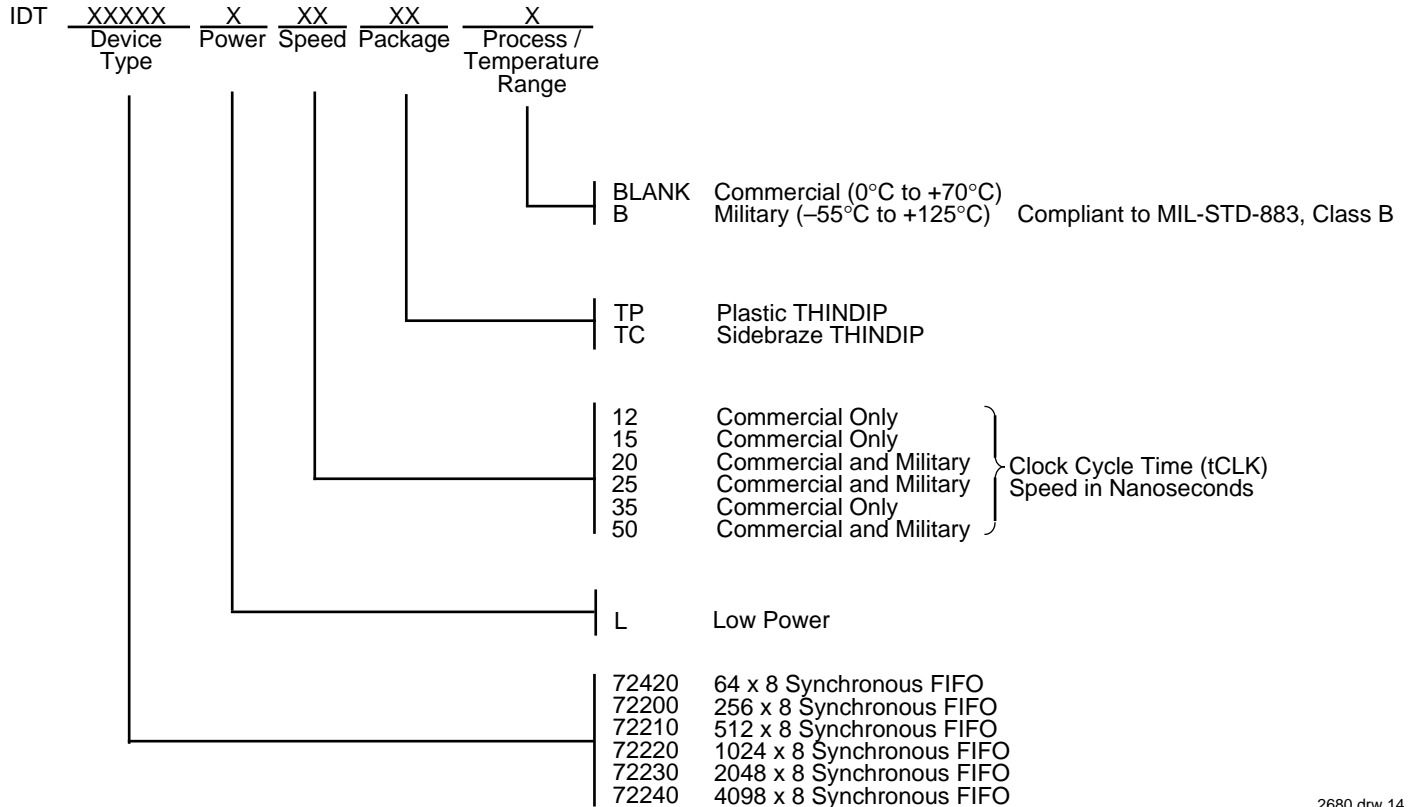 IDT XXXXX X XX XX X
Device Type Power Speed Package Process / Temperature Range
BLANK Commercial (0°C to +70°C)
B Military (–55°C to +125°C) Compliant to MIL-STD-883, Class B
TP Plastic THINDIP
TC Sidebraze THINDIP
12 Commercial Only
15 Commercial Only
20 Commercial and Military
25 Commercial and Military
35 Commercial Only
50 Commercial and Military
Clock Cycle Time (tCLK)
Speed in Nanoseconds
L Low Power
72420 64 x 8 Synchronous FIFO
72200 256 x 8 Synchronous FIFO
72210 512 x 8 Synchronous FIFO
72220 1024 x 8 Synchronous FIFO
72230 2048 x 8 Synchronous FIFO
72240 4098 x 8 Synchronous FIFO
2680 drw 14